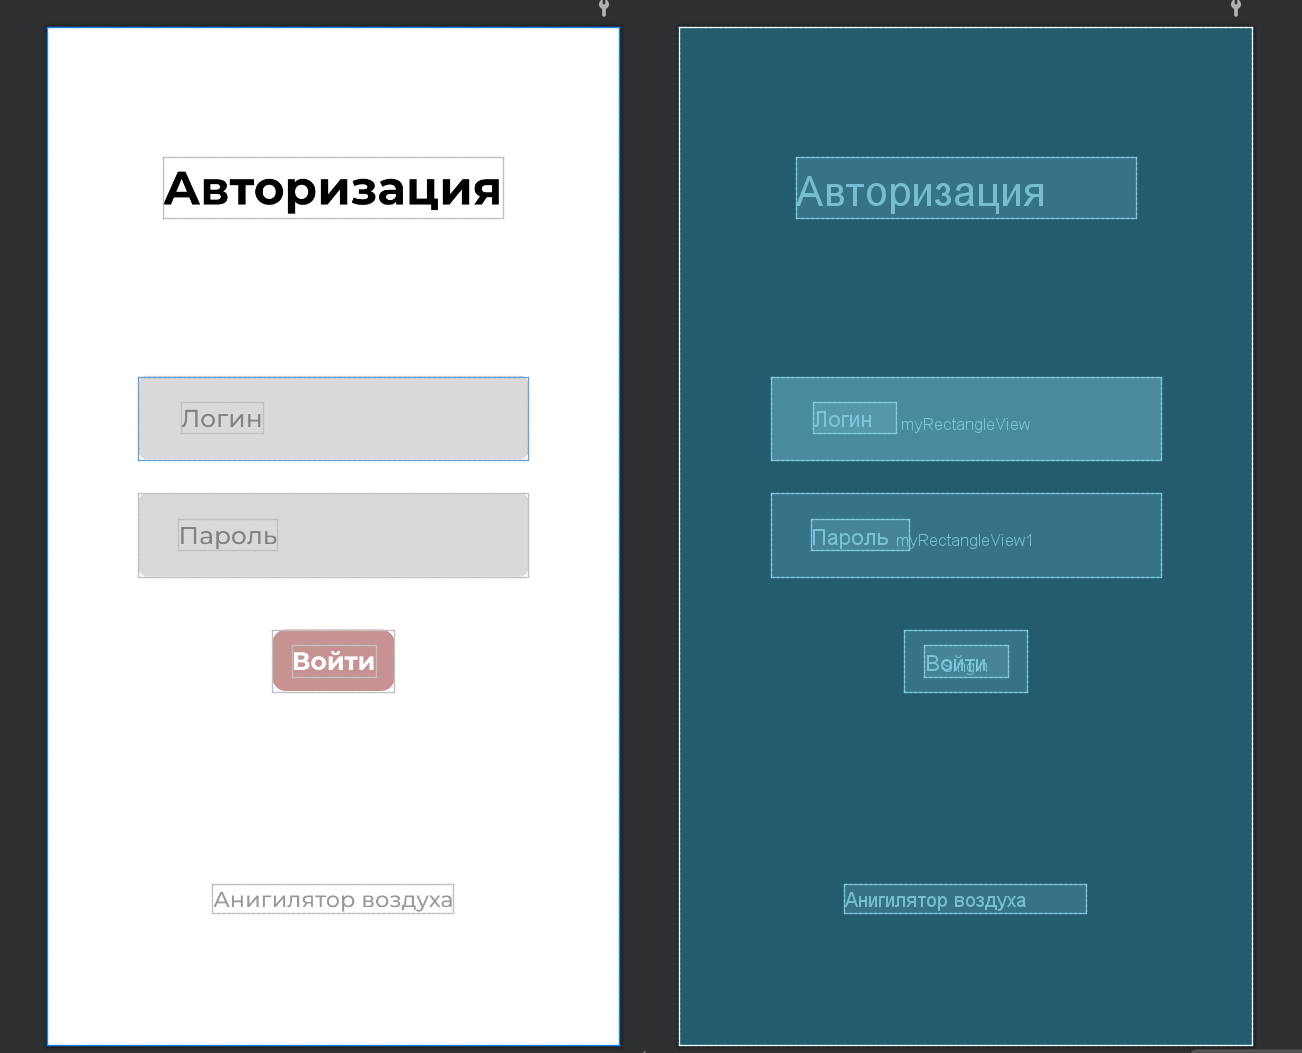 Авторизация
Логин
Пароль
Войти
Анигилятор воздуха
Авторизация
Логин myRectangleView
Пароль myRectangleView1
Войти
Анигилятор воздуха